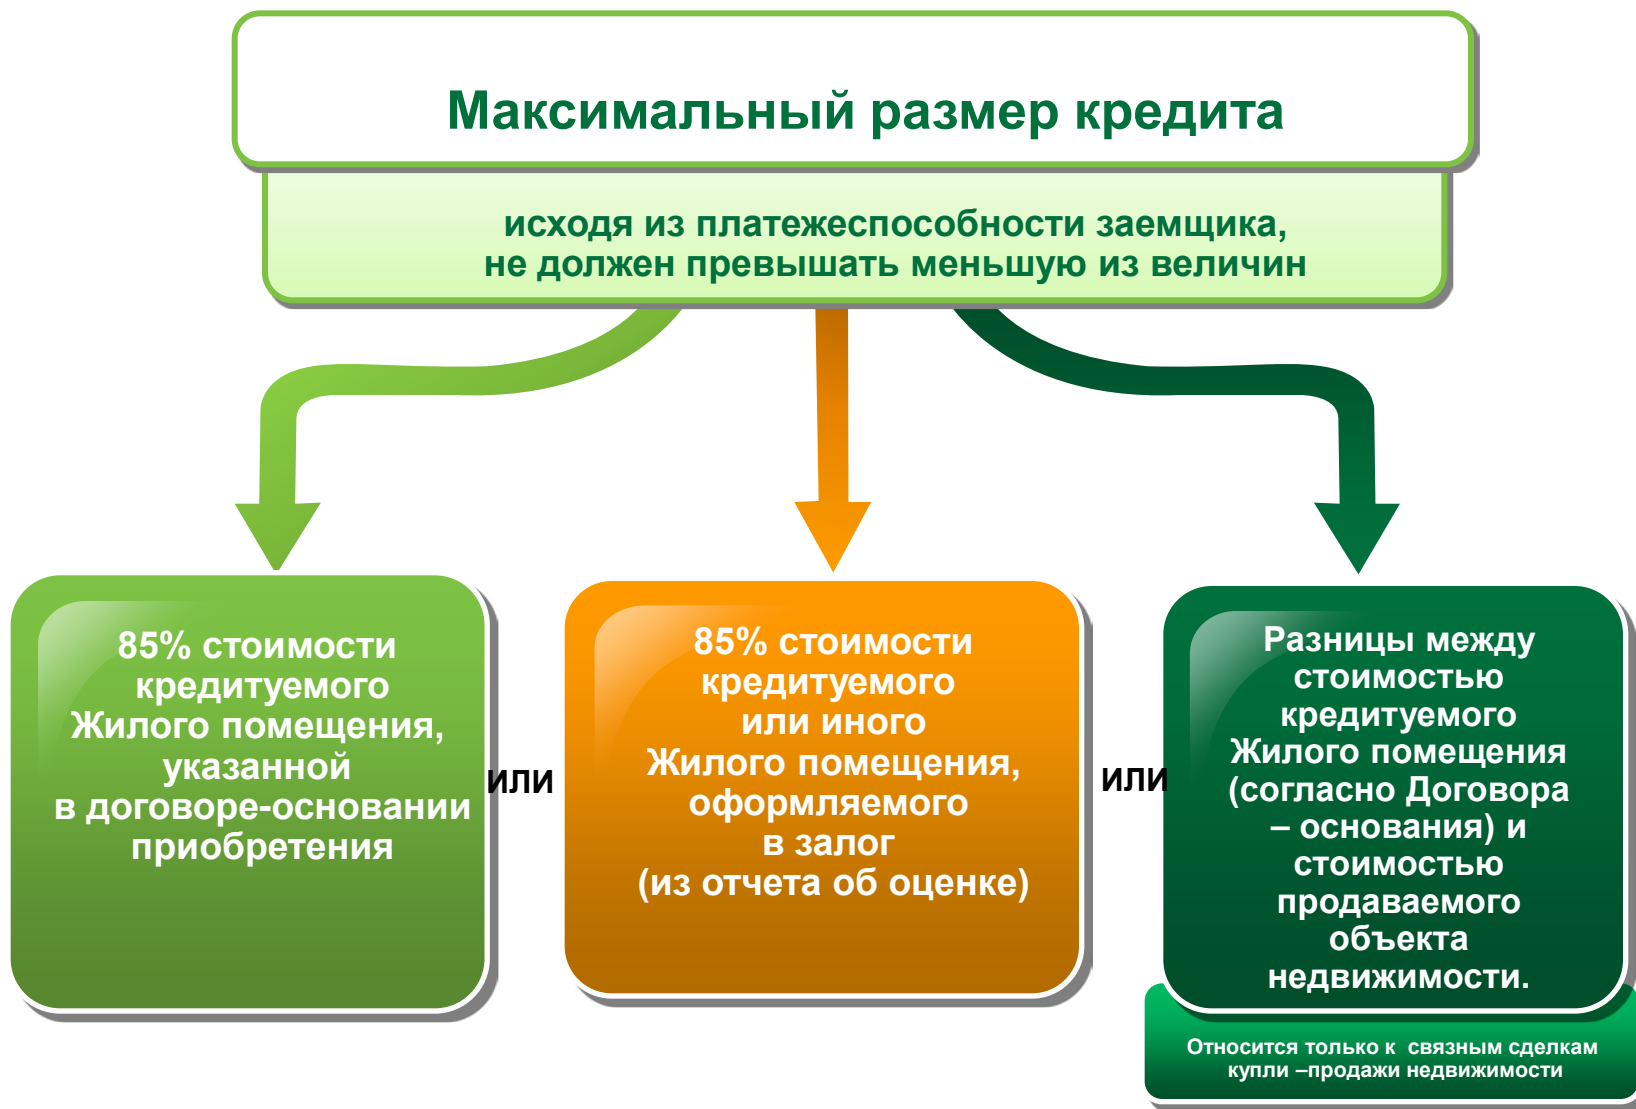 Максимальный размер кредита
исходя из платежеспособности заемщика,
не должен превышать меньшую из величин
85% стоимости
кредитуемого
Жилого помещения,
указанной
в договоре-основании
приобретения
или
85% стоимости
кредитуемого
или иного
Жилого помещения,
оформляемого
в залог
(из отчета об оценке)
или
Разницы между
стоимостью
кредитуемого
Жилого помещения
(согласно Договора
– основания) и
стоимостью
продаваемого
объекта
недвижимости.
Относится только к связным сделкам
купли –продажи недвижимости